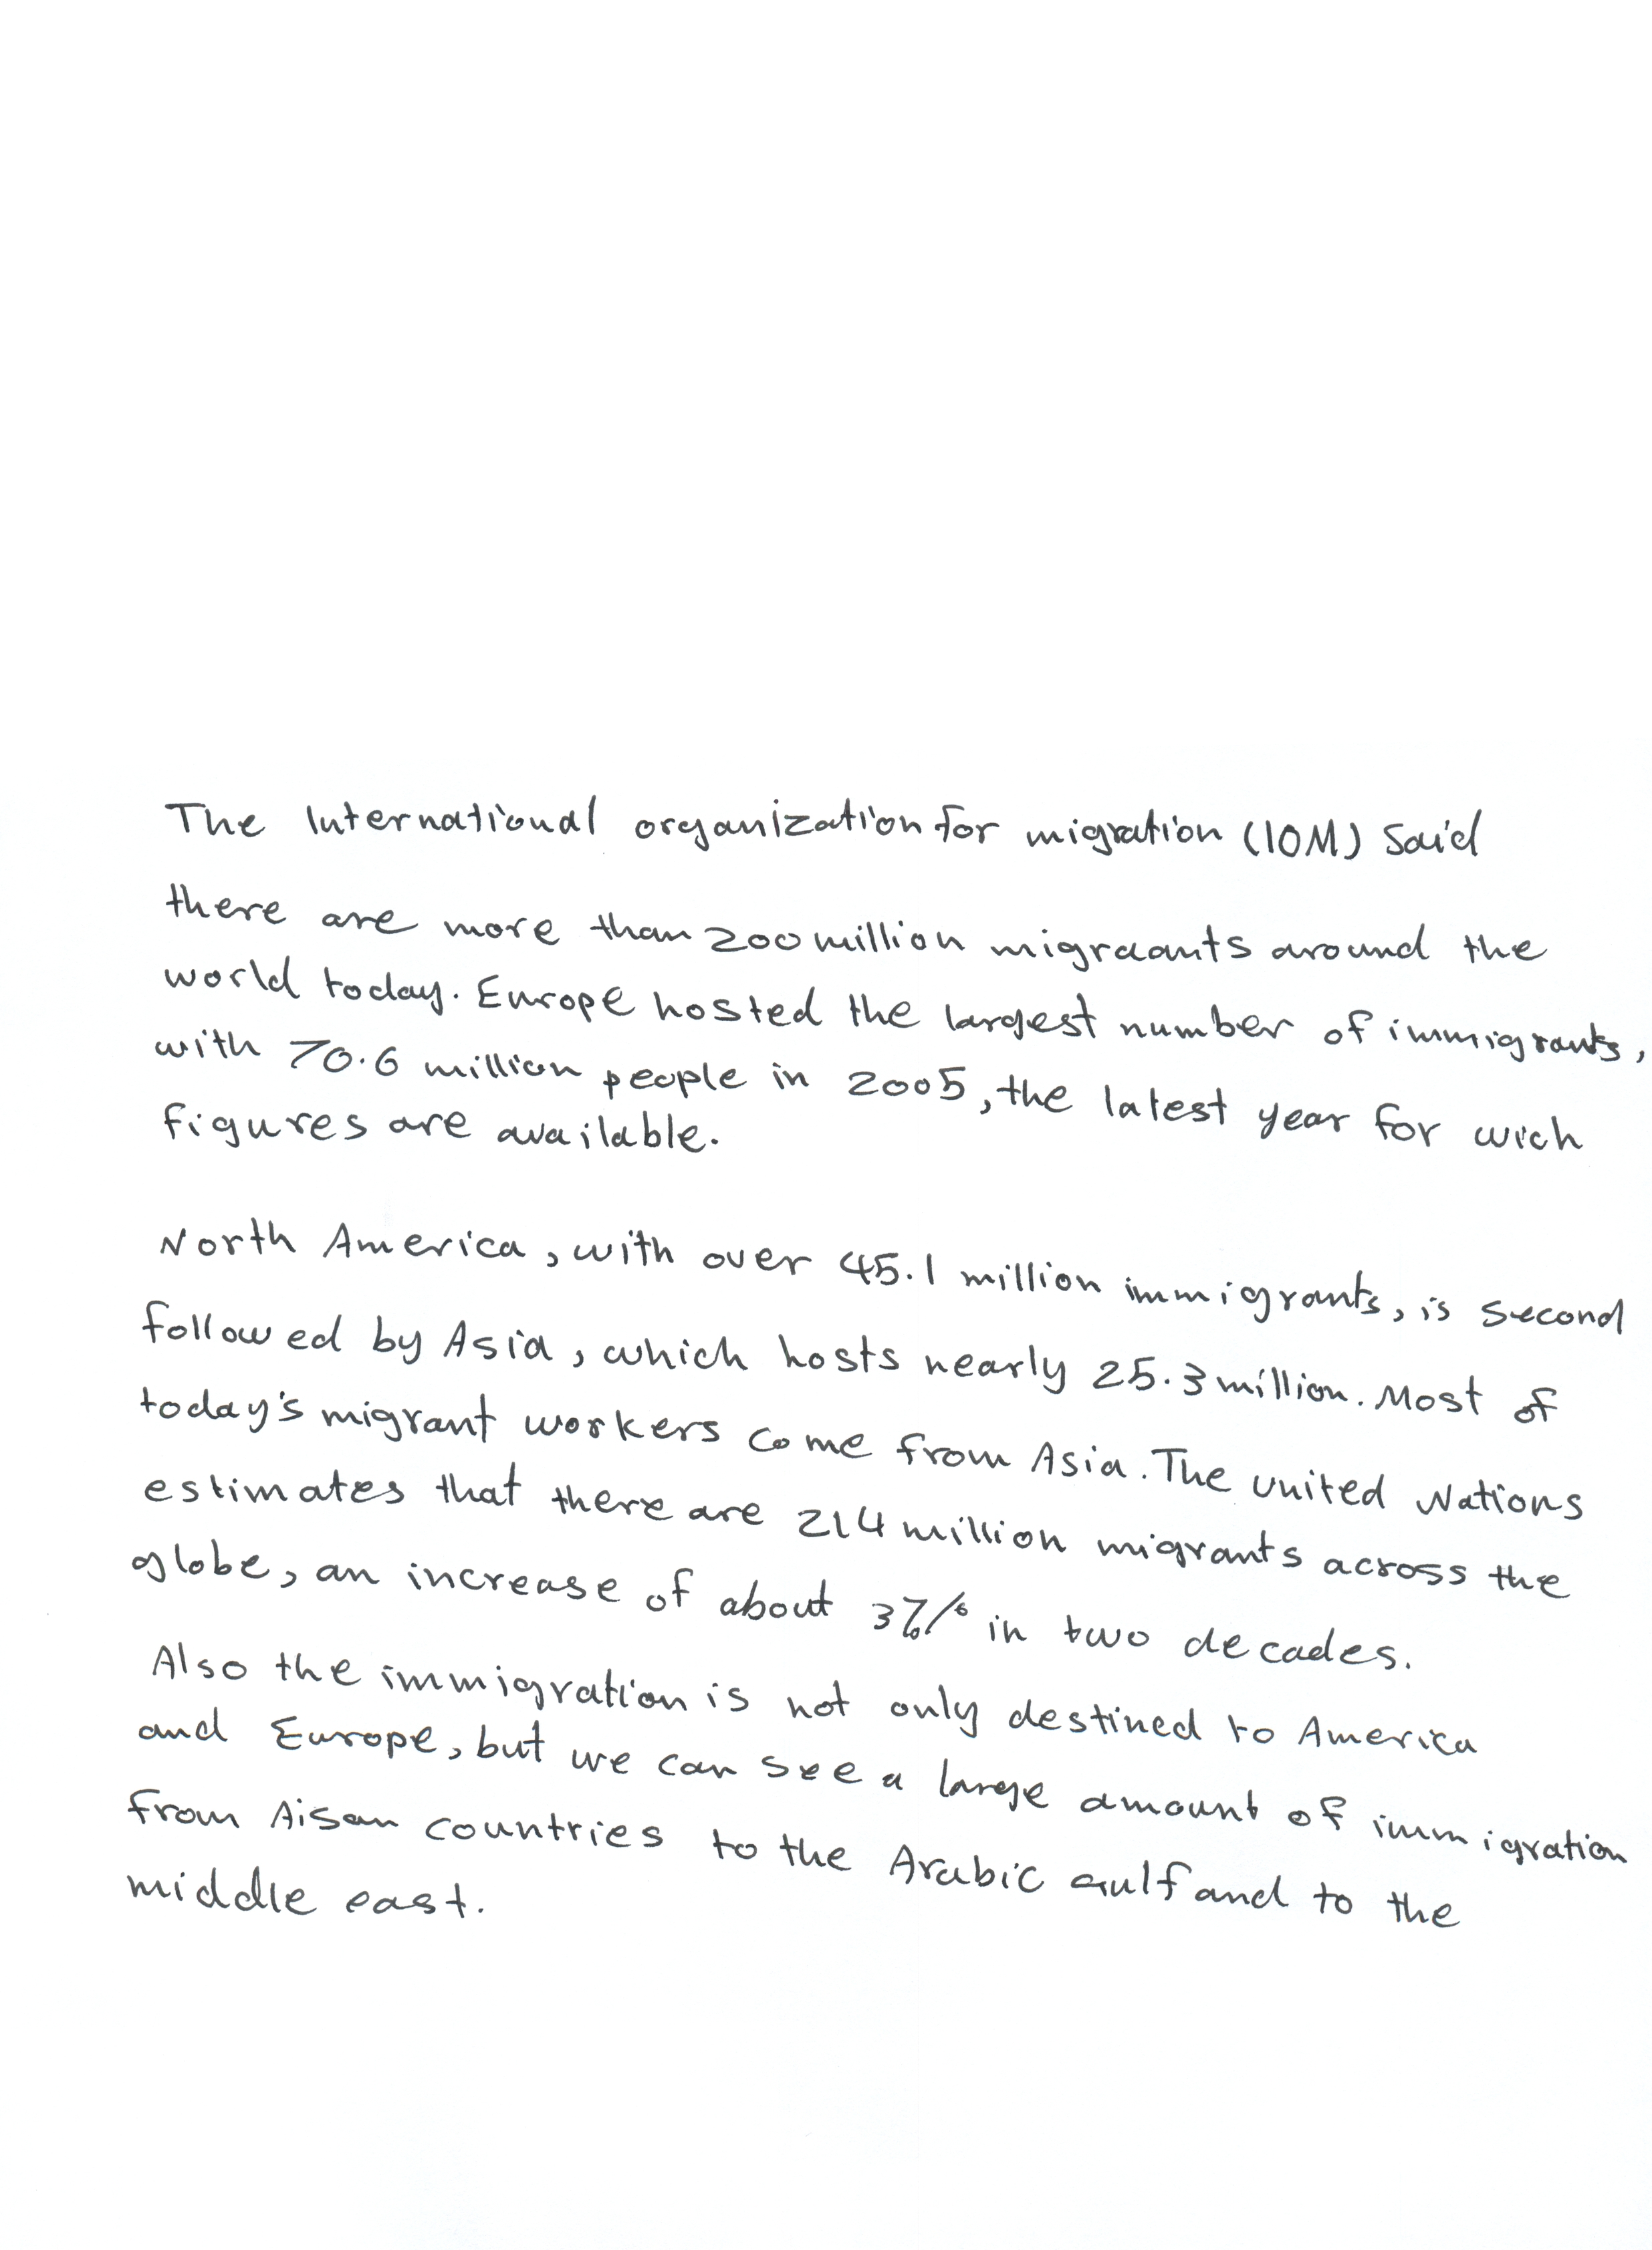 The International organization for migration (IOM) said
there are more than 200 million migraants around the
world today. Europe hosted the largest number of immigrants,
with 70.6 million people in 2005, the latest year for wich
figures are available.
North America, with over 45.1 million immigrants, is second
followed by Asia, which hosts nearly 25.3 million. Most of
today's migrant workers come from Asia. The united Nations
estimates that there are 214 million migrants across the
globe, an increase of about 37% in two decades.
Also the immigration is not only destined to America
and Europe, but we can see a large amount of immigration
from Aisan countries to the Arabic Gulf and to the
middle east.